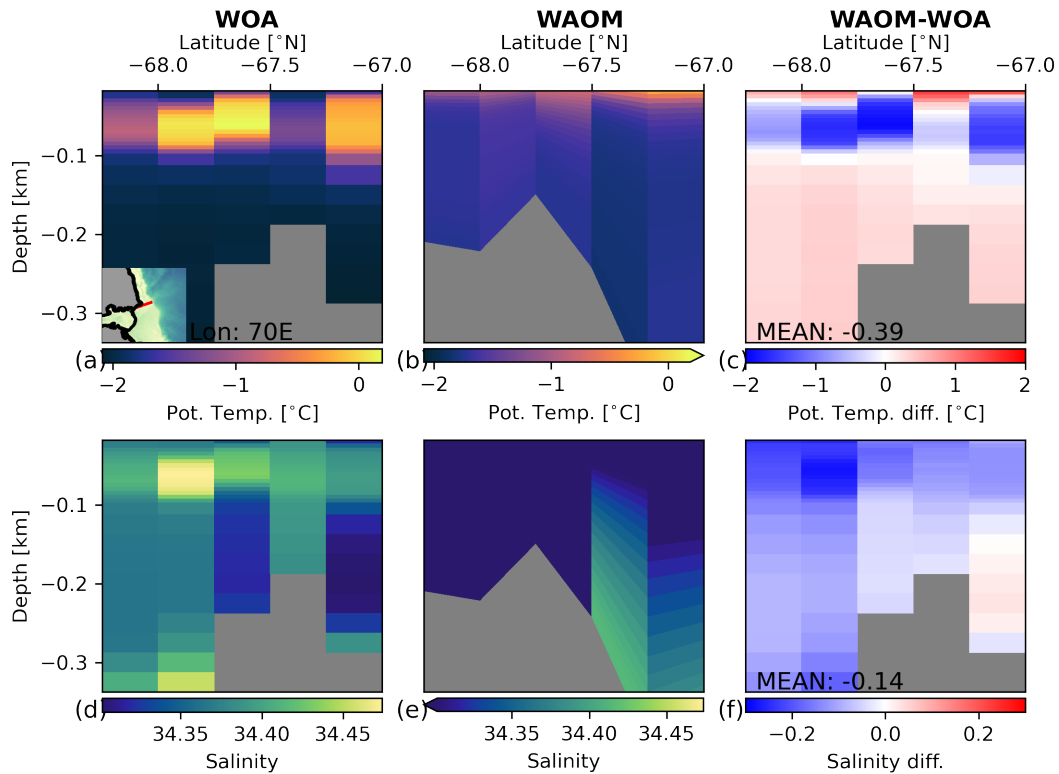 WOA WAOM WAOM-WOA
Latitude [°N] Latitude [°N] Latitude [°N]
−68.0 −67.5 −67.0 −68.0 −67.5 −67.0 −68.0 −67.5 −67.0
Depth [km]
−0.1
−0.2
−0.3
Lon: 70E MEAN: -0.39
(a) (b) (c)
−2 −1 0 −2 −1 0 −2 −1 0 1 2
Pot. Temp. [°C] Pot. Temp. [°C] Pot. Temp. diff. [°C]
Depth [km]
−0.1
−0.2
−0.3
MEAN: -0.14
(d) (e) (f)
34.35 34.40 34.45 34.35 34.40 34.45 −0.2 0.0 0.2
Salinity Salinity Salinity diff.